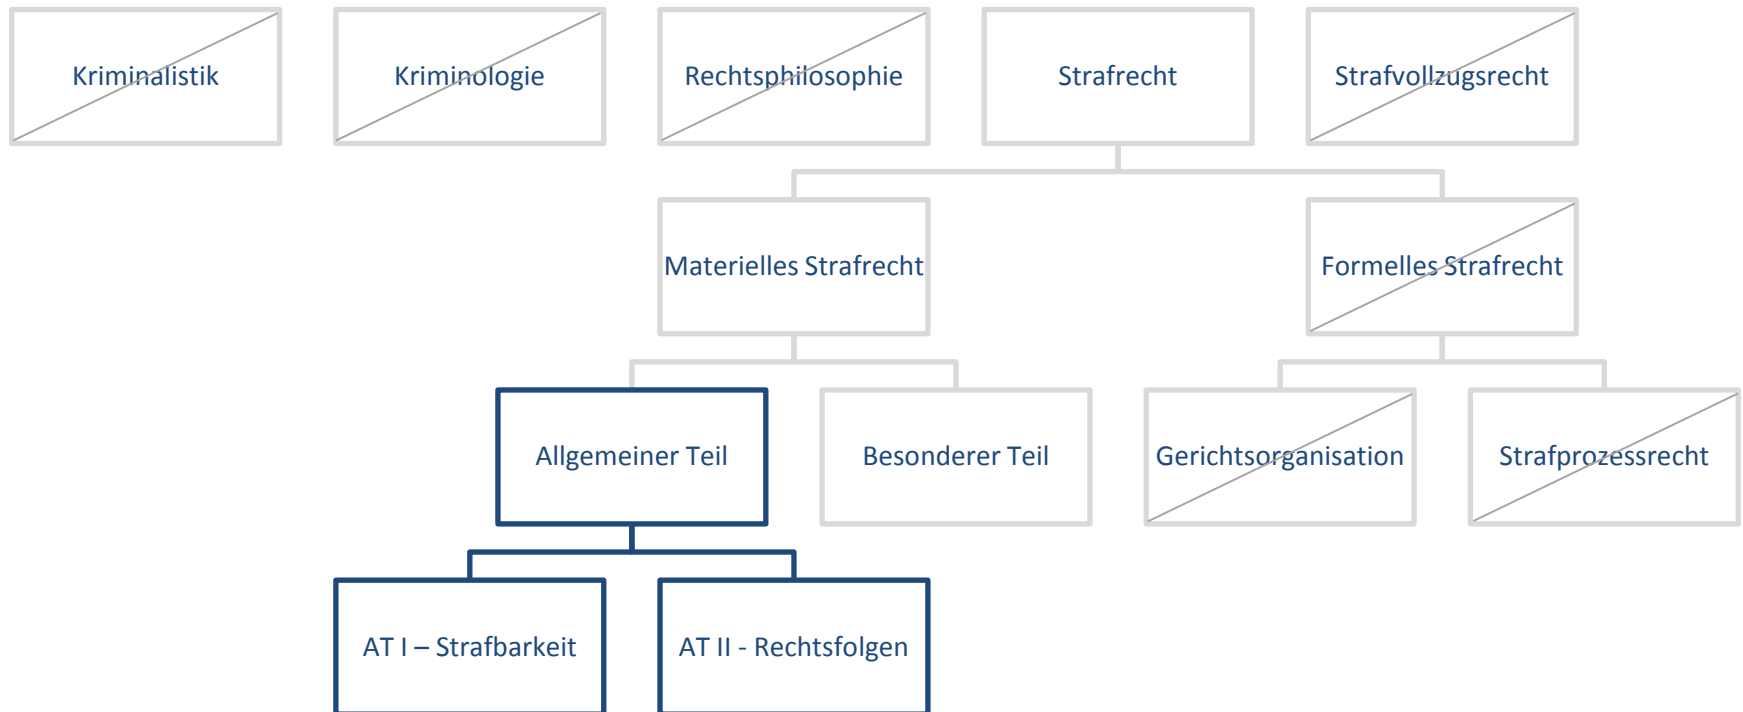 Kriminalistik
Kriminologie
Rechtsphilosophie
Strafrecht
Strafvollzugsrecht
Materielles Strafrecht
Formelles Strafrecht
Allgemeiner Teil
Besonderer Teil
Gerichtsorganisation
Strafprozessrecht
AT I – Strafbarkeit
AT II - Rechtsfolgen